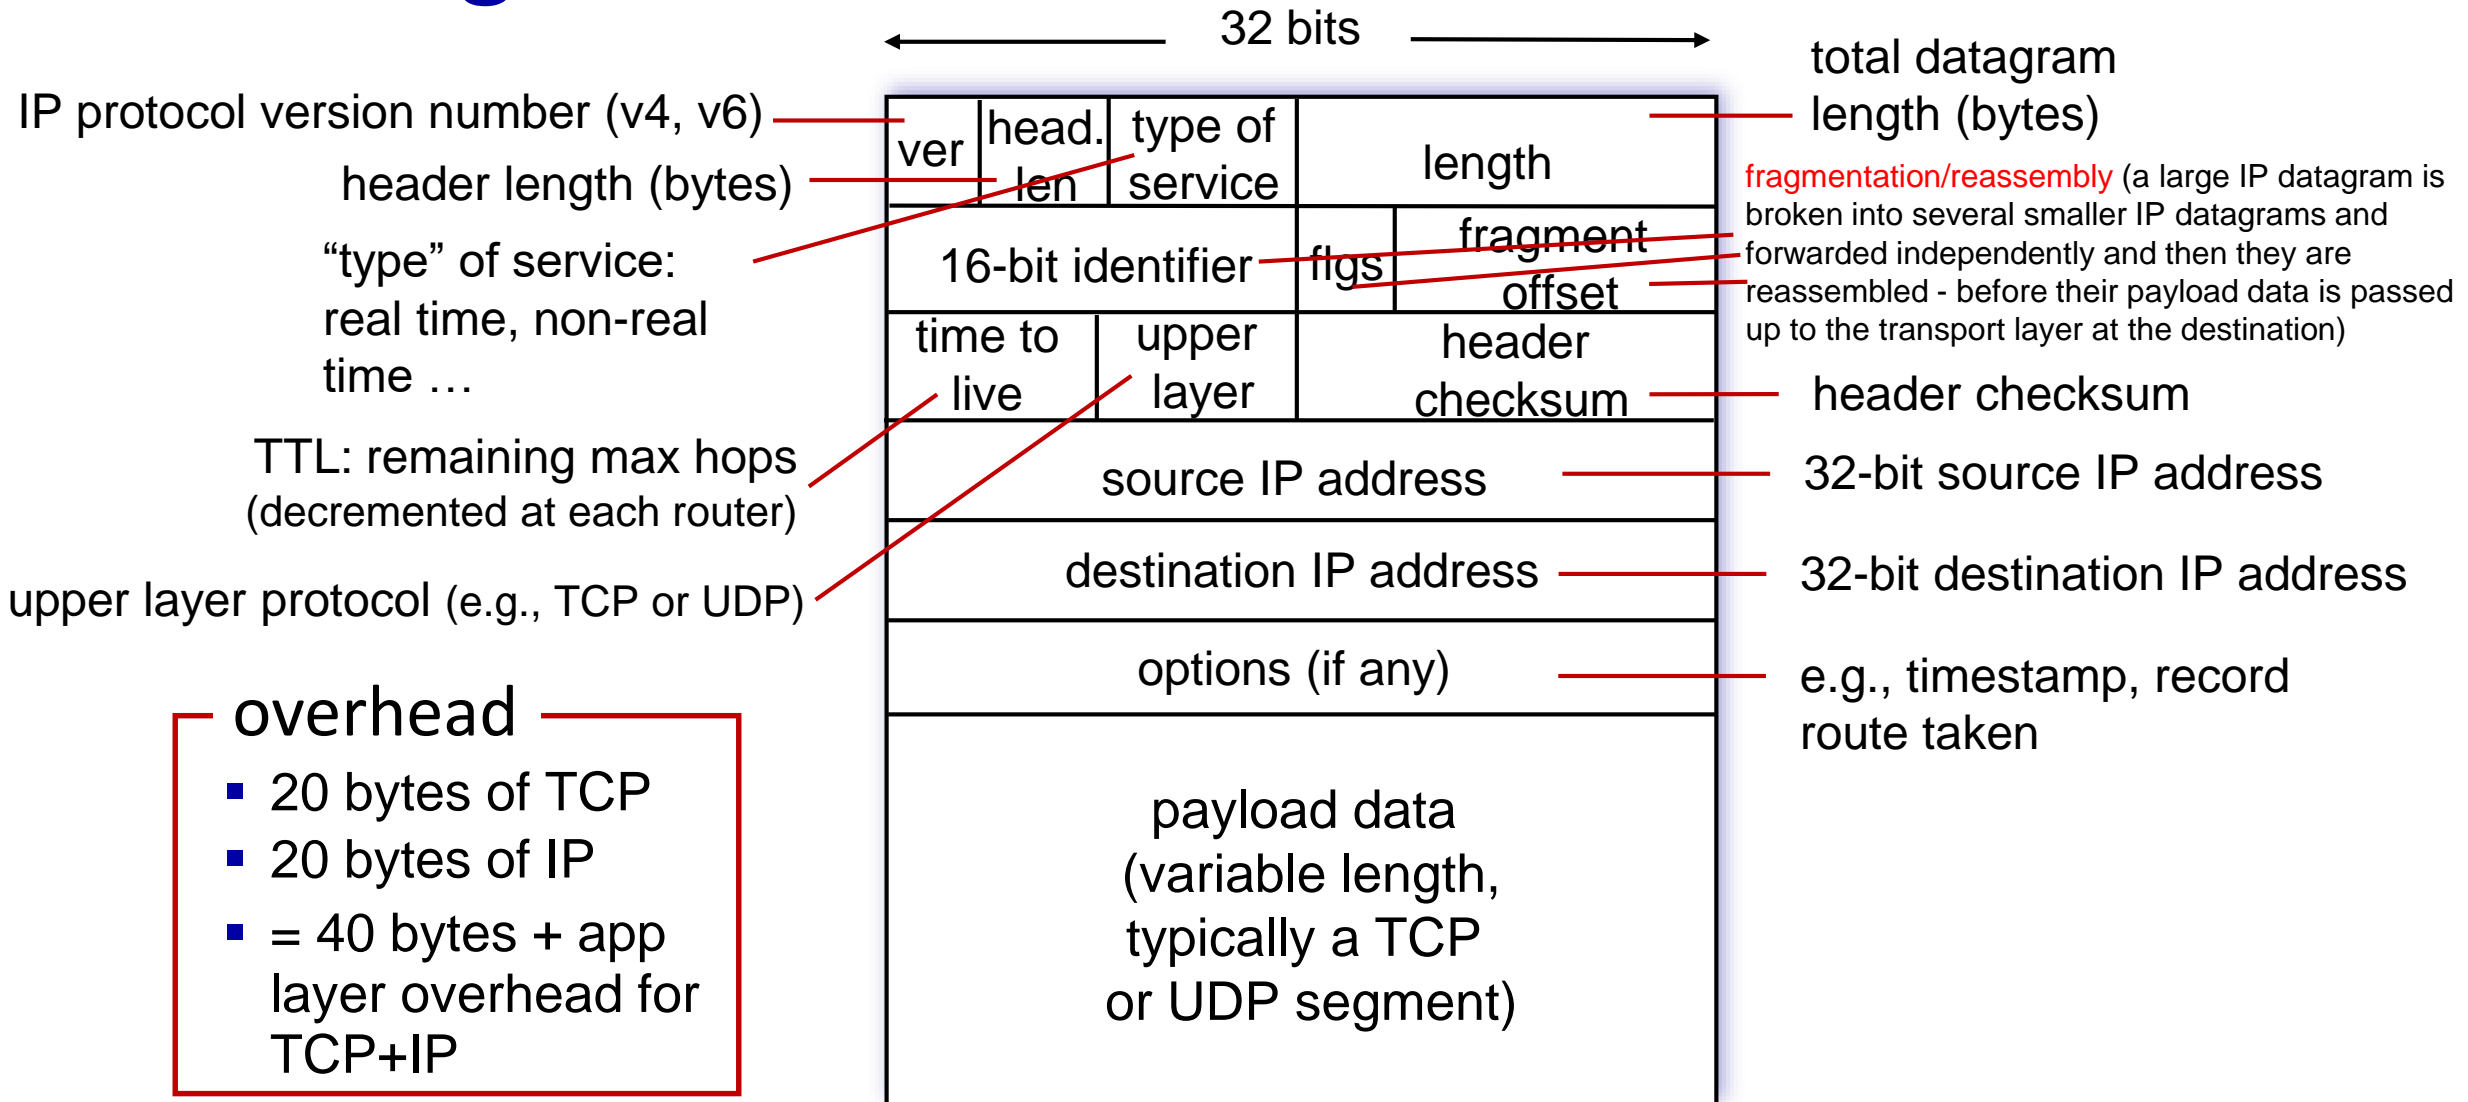 32 bits
IP protocol version number (v4, v6)
header length (bytes)
“type” of service:
real time, non-real
time …
TTL: remaining max hops
(decremented at each router)
upper layer protocol (e.g., TCP or UDP)
overhead
20 bytes of TCP
20 bytes of IP
= 40 bytes + app
layer overhead for
TCP+IP
ver
head.
len
type of
service
length
16-bit identifier
flgs
fragment
offset
time to
live
upper
layer
header
checksum
source IP address
destination IP address
options (if any)
payload data
(variable length,
typically a TCP
or UDP segment)
total datagram
length (bytes)
fragmentation/reassembly (a large IP datagram is
broken into several smaller IP datagrams and
forwarded independently and then they are
reassembled - before their payload data is passed
up to the transport layer at the destination)
header checksum
32-bit source IP address
32-bit destination IP address
e.g., timestamp, record
route taken